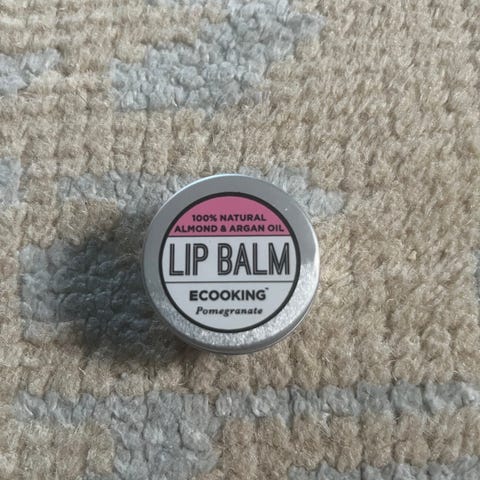 100% NATURAL
ALMOND & ARGAN OIL
LIP BALM
ECOOKING™
Pomegranate